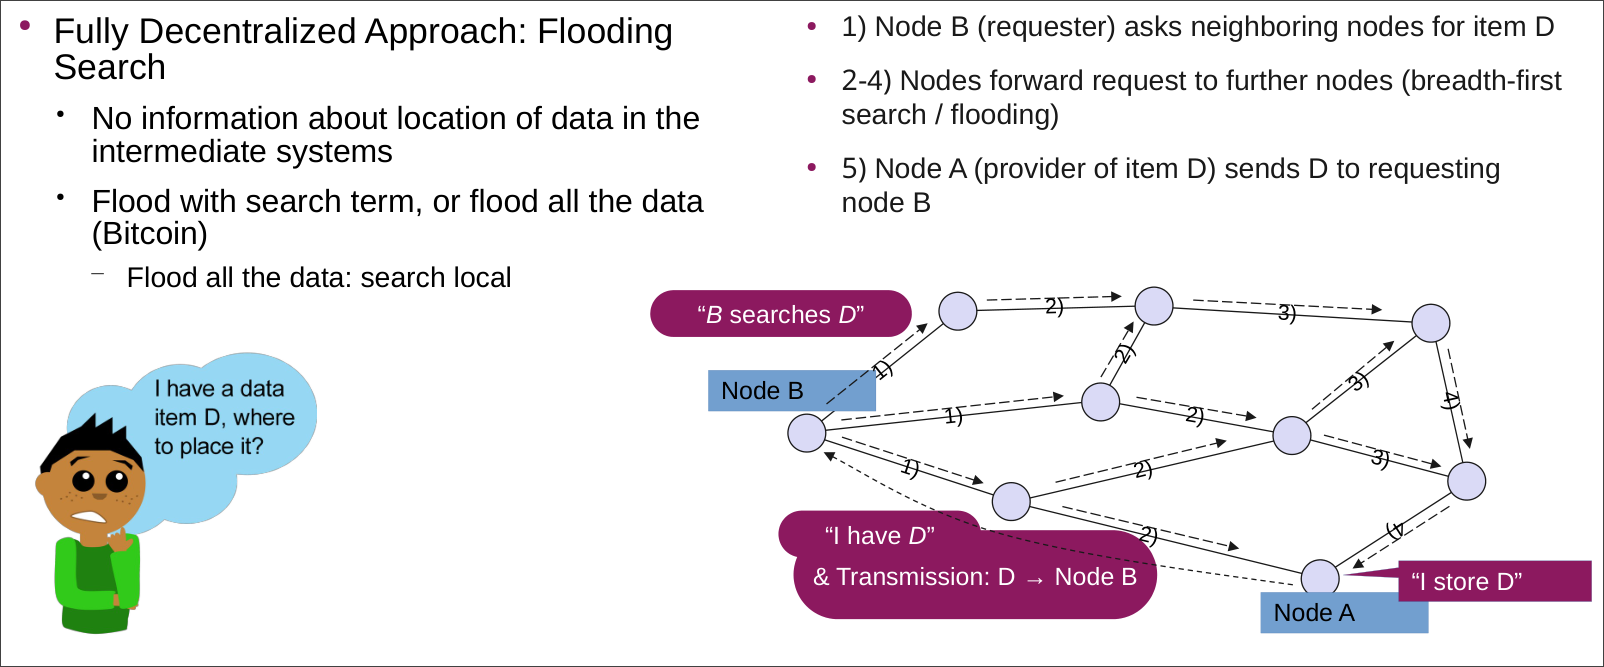 Fully Decentralized Approach: Flooding
Search
No information about location of data in the
intermediate systems
Flood with search term, or flood all the data
(Bitcoin)
Flood all the data: search local
1) Node B (requester) asks neighboring nodes for item D
2-4) Nodes forward request to further nodes (breadth-first
search / flooding)
5) Node A (provider of item D) sends D to requesting
node B
I have a data
item D, where
to place it?
“B searches D”
Node B
1)
1)
1)
2)
2)
2)
2)
2)
3)
3)
3)
4)
4)
“I have D”
& Transmission: D → Node B
“I store D”
Node A